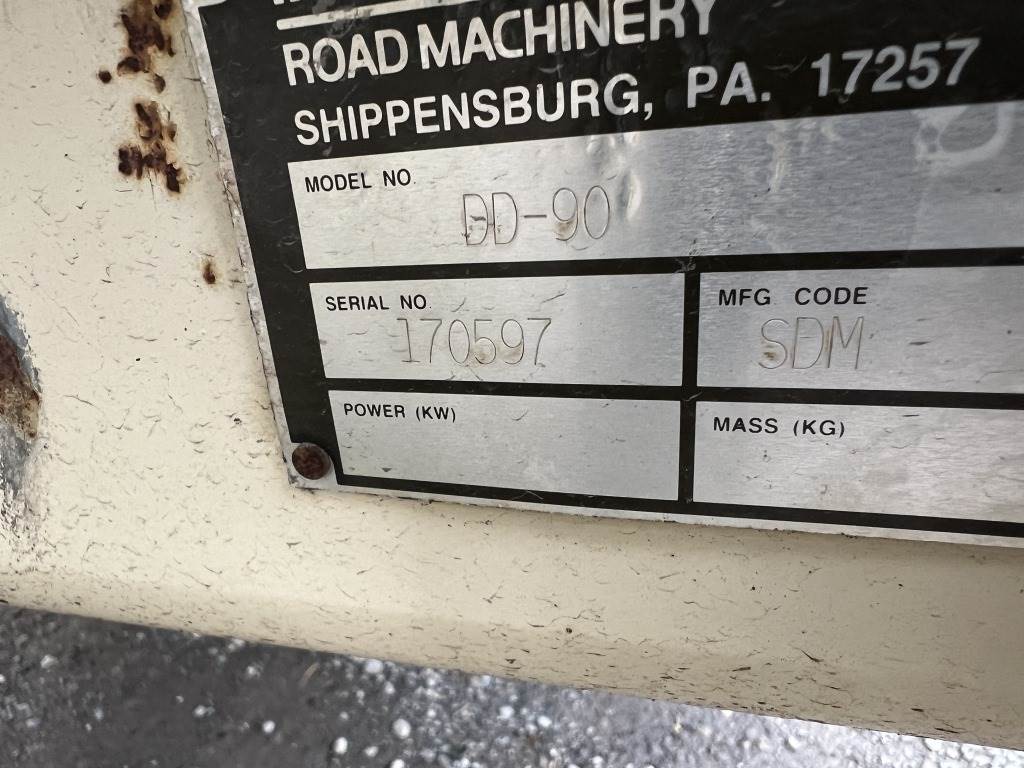 ROAD MACHINERY
SHIPPENSBURG, PA. 17257
MODEL NO. DD-90
SERIAL NO. 170597
MFG CODE SDM
POWER (KW)
MASS (KG)